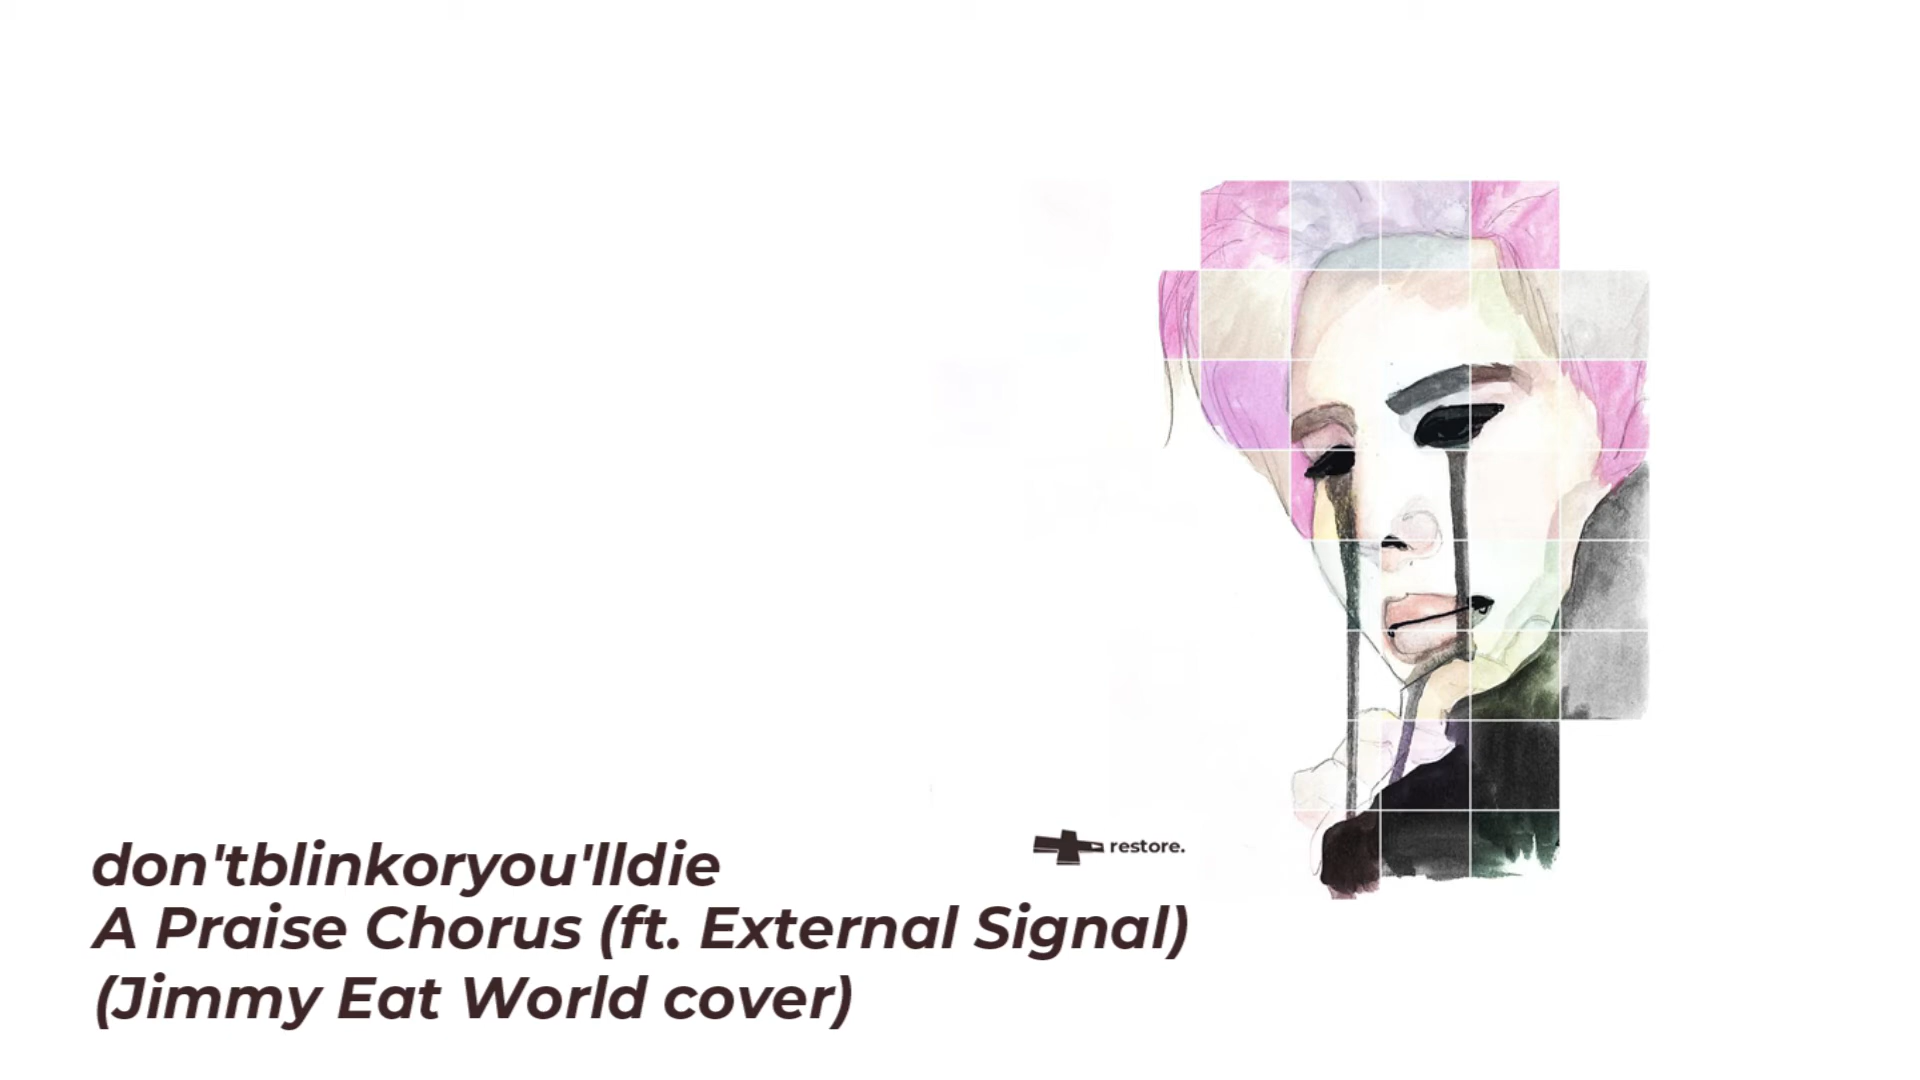 restore.
don'tblinkoryou'lldie
A Praise Chorus (ft. External Signal)
(Jimmy Eat World cover)